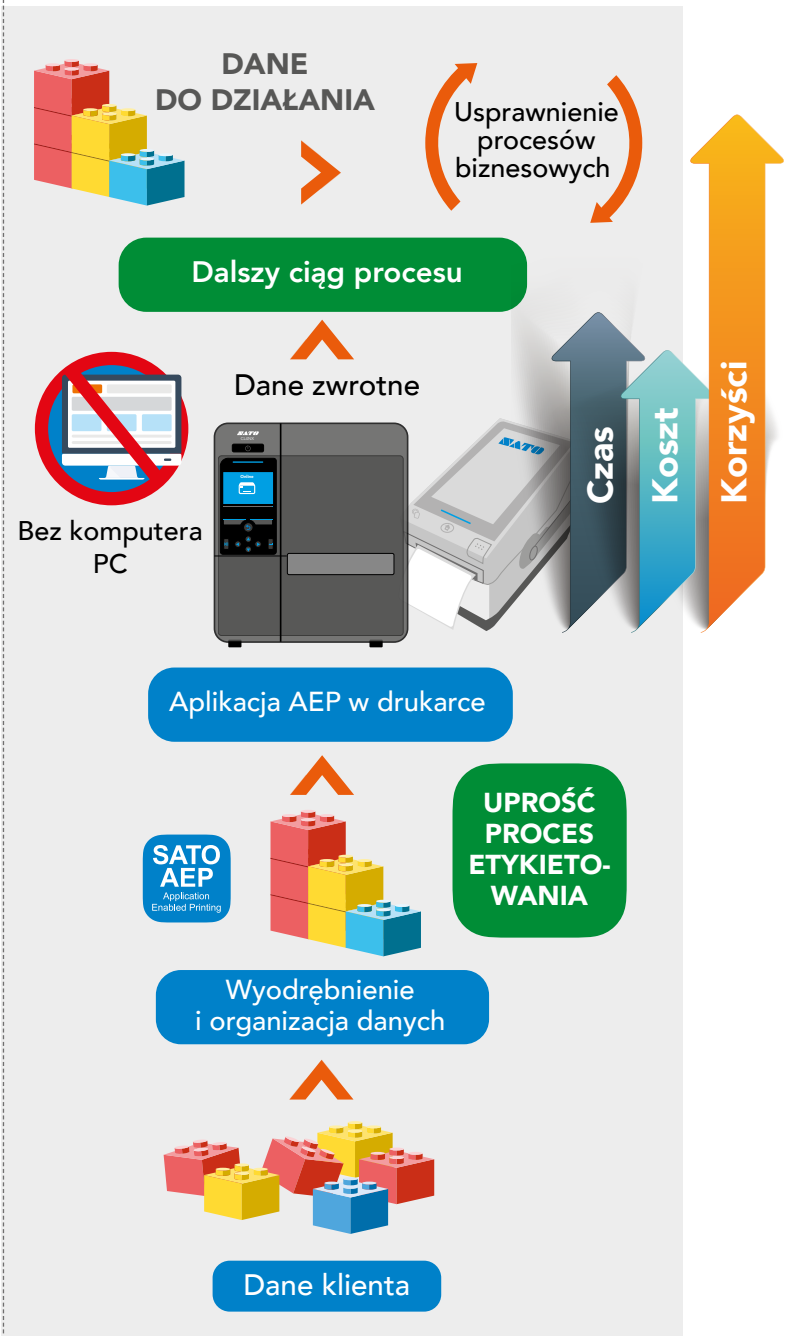 DANE
DO DZIAŁANIA
Usprawnienie
procesów
biznesowych
Dalszy ciąg procesu
Dane zwrotne
Bez komputera
PC
SATO
Online
SATO
Czas
Koszt
Korzyści
Aplikacja AEP w drukarce
SATO
AEP
Application
Enabled Printing
UPROŚĆ
PROCES
ETYKIETO-
WANIA
Wyodrębnienie
i organizacja danych
Dane klienta